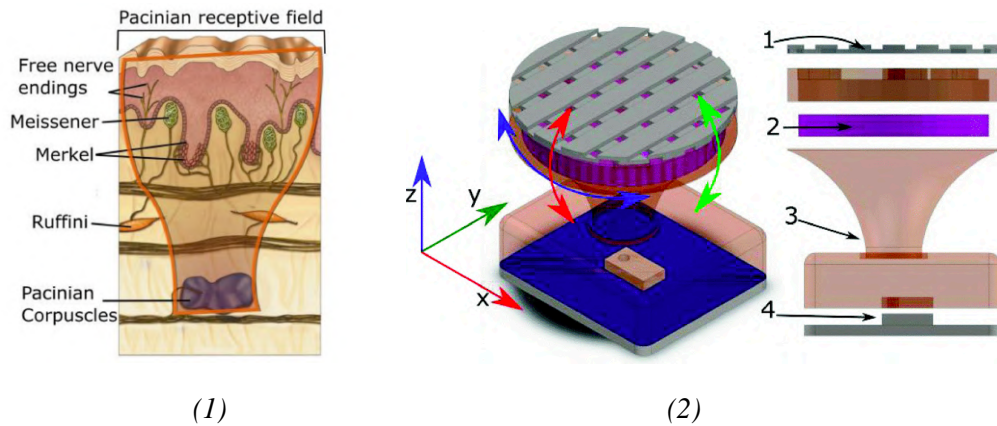 Pacinian receptive field
Free nerve
endings
Meissener
Merkel
Ruffini
Pacinian
Corpuscles
z
y
x
1
2
3
4
(1)
(2)